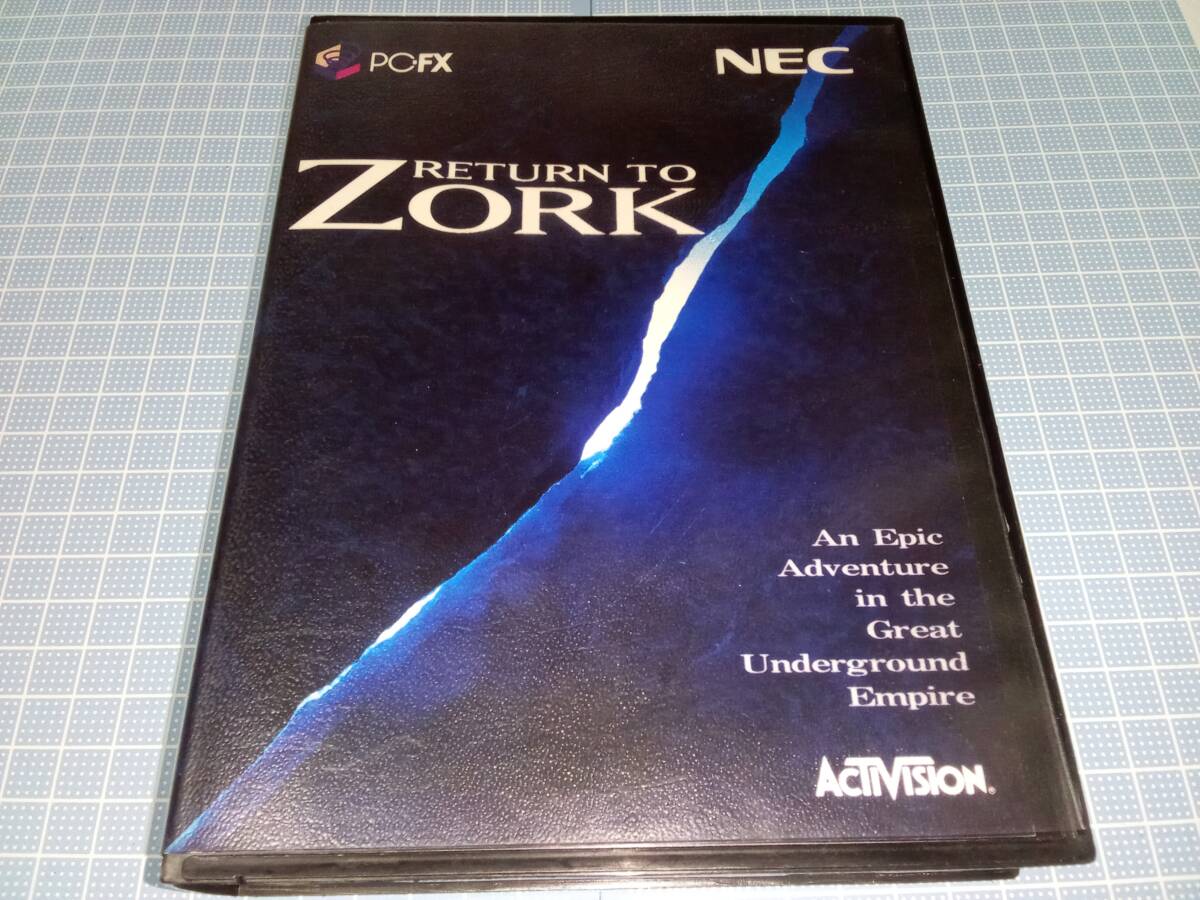 PC-FX
NEC
RETURN TO
ZORK
An Epic
Adventure
in the
Great
Underground
Empire
ACTIVISION®